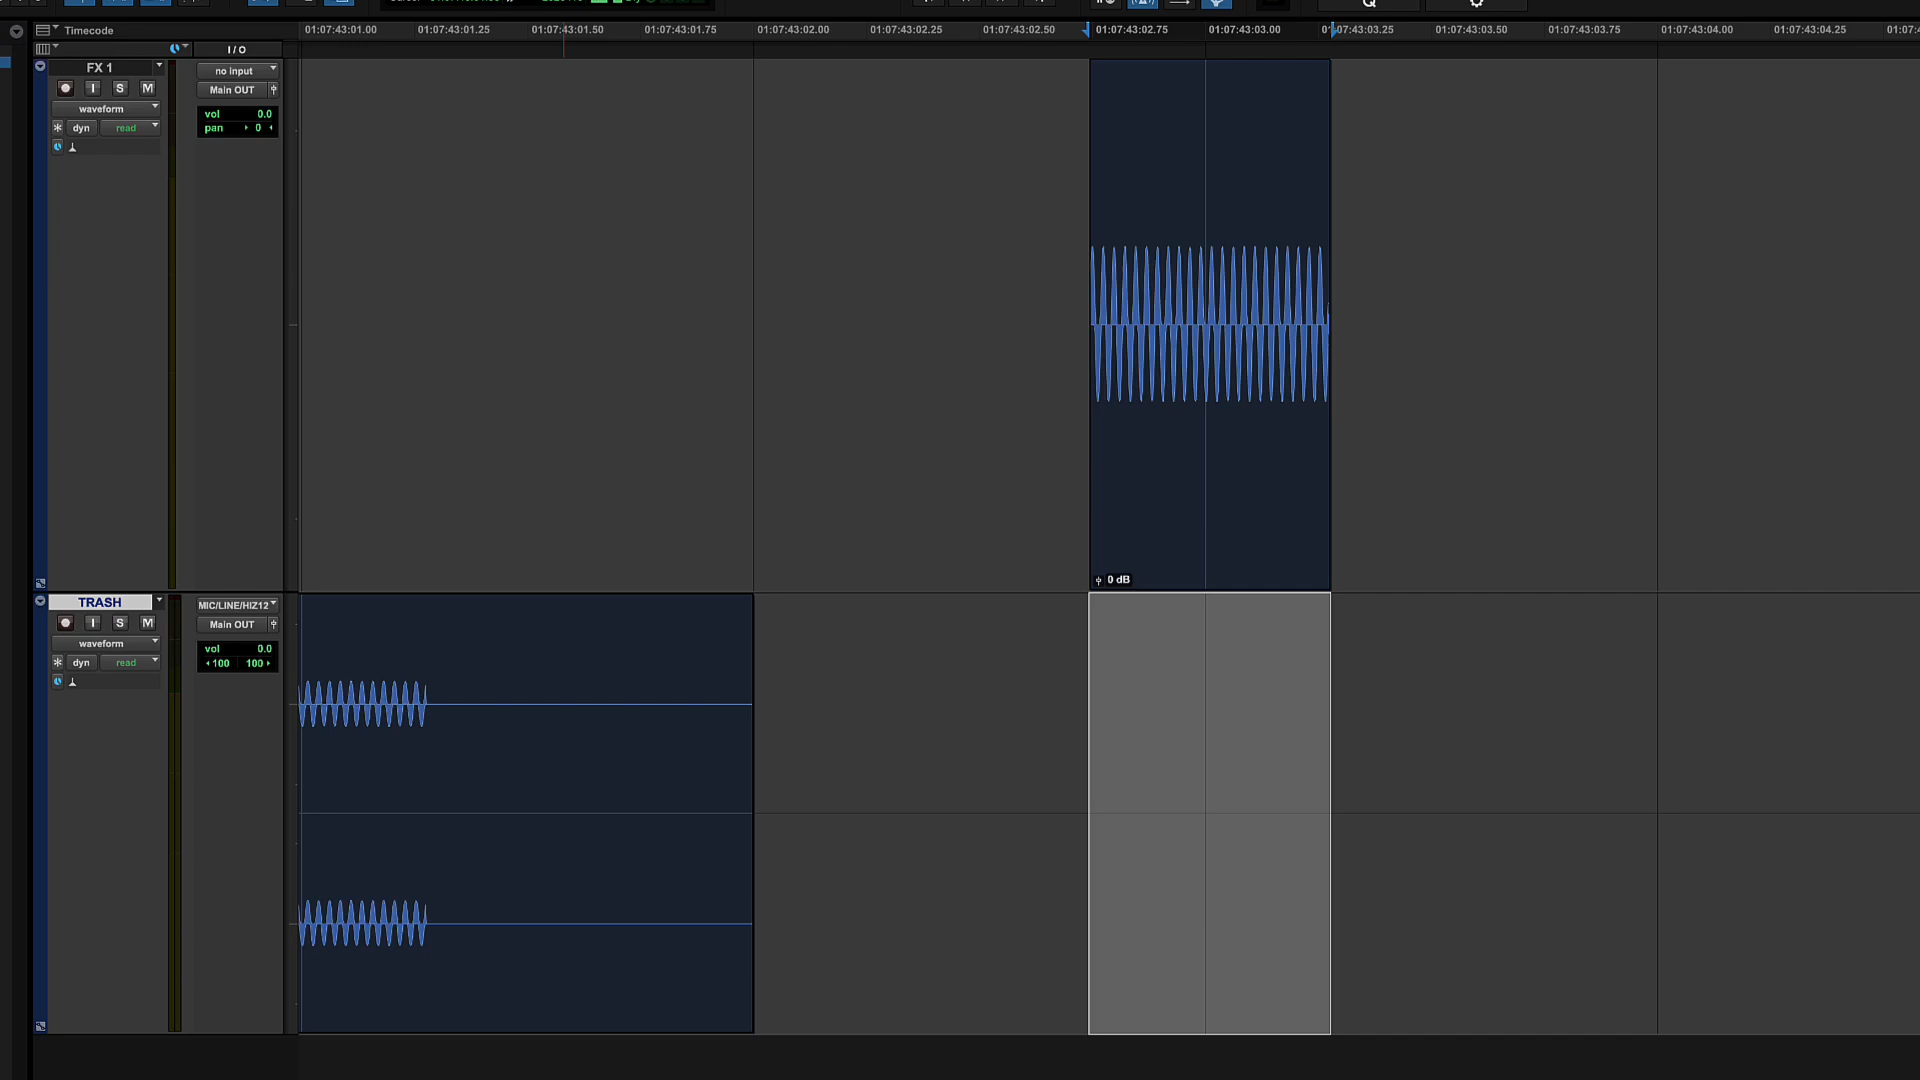 Timecode 01:07:43:01.00 01:07:43:01.25 01:07:43:01.50 01:07:43:01.75 01:07:43:02.00 01:07:43:02.25 01:07:43:02.50 01:07:43:02.75 01:07:43:03.00 01:07:43:03.25 01:07:43:03.50 01:07:43:03.75 01:07:43:04.00 01:07:43:04.25 01:07:4
I / O
FX 1
no input
I S M
Main OUT
waveform
vol 0.0
dyn read
pan 0
0 dB
TRASH
MIC/LINE/HIZ12
I S M
Main OUT
waveform
vol 0.0
dyn read
100 100